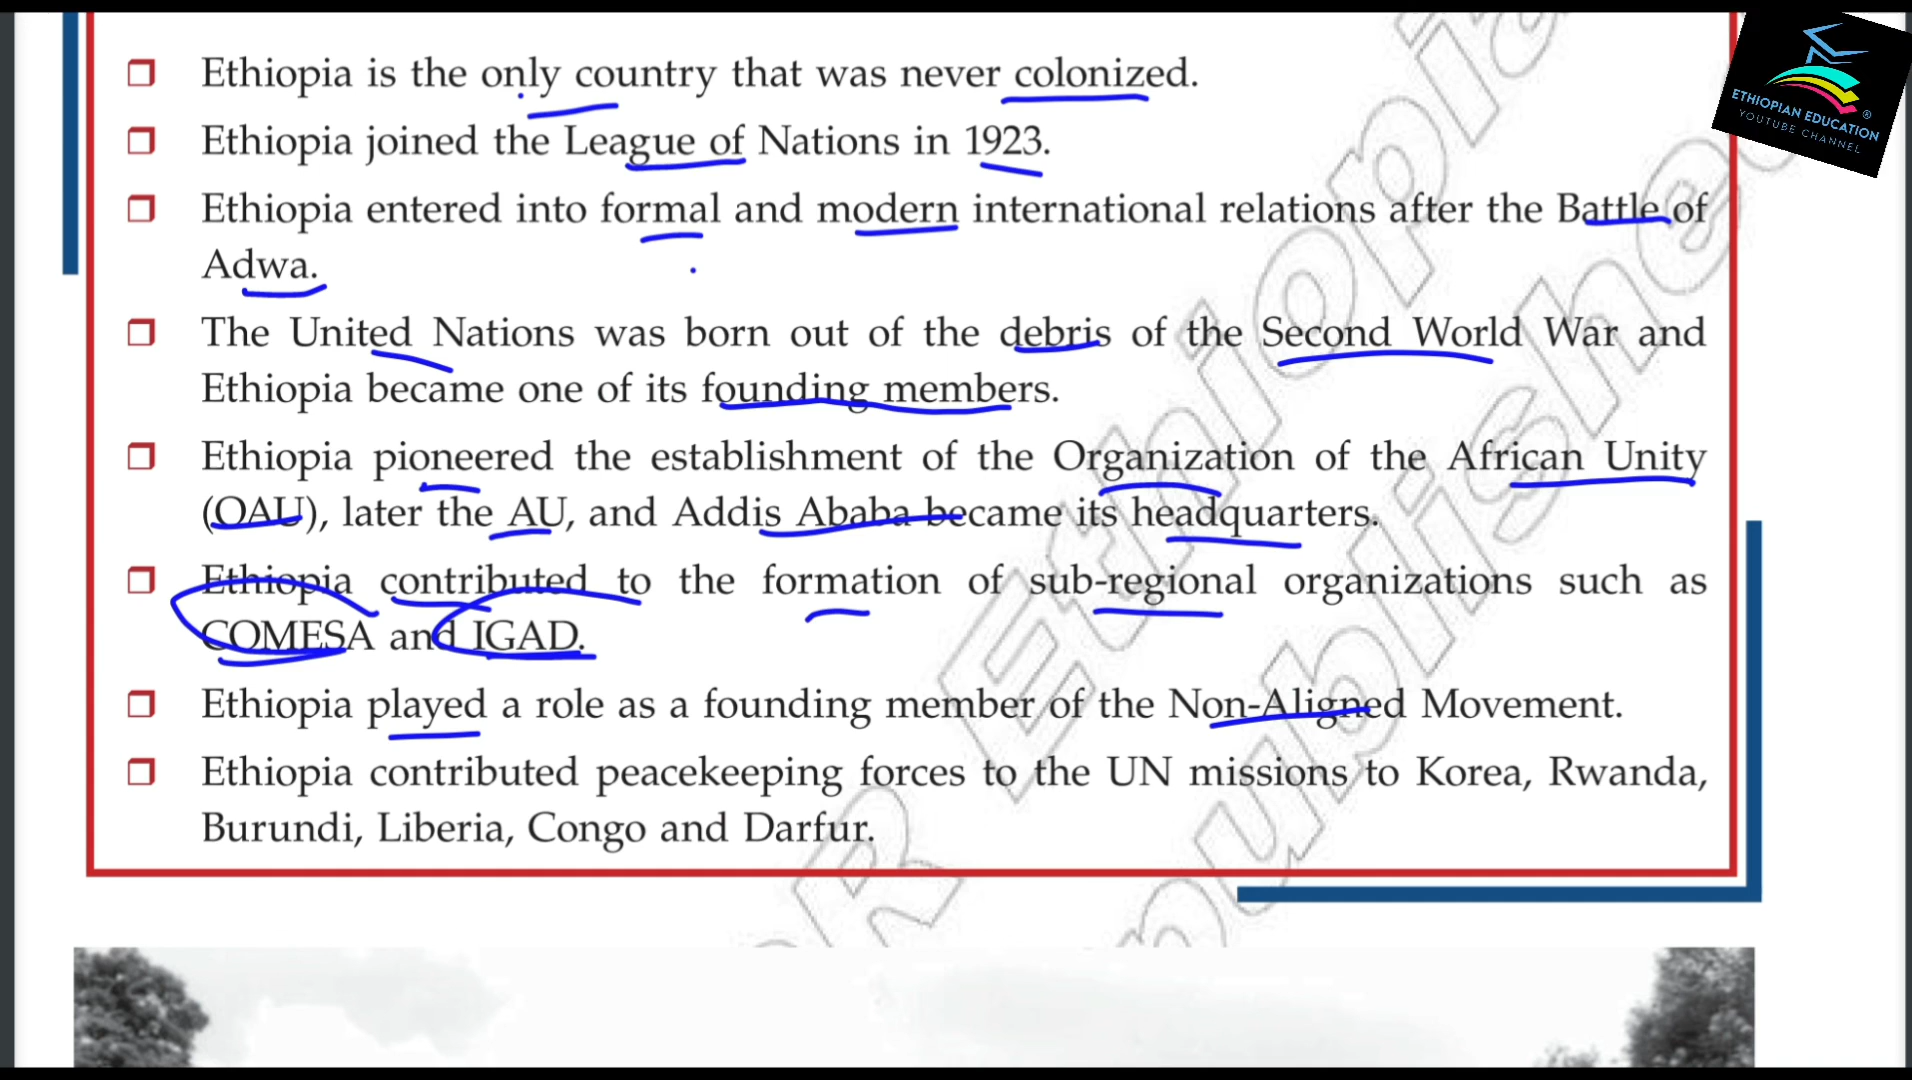 Ethiopia is the only country that was never colonized.
Ethiopia joined the League of Nations in 1923.
Ethiopia entered into formal and modern international relations after the Battle of
Adwa.
The United Nations was born out of the debris of the Second World War and
Ethiopia became one of its founding members.
Ethiopia pioneered the establishment of the Organization of the African Unity
(OAU), later the AU, and Addis Ababa became its headquarters.
Ethiopia contributed to the formation of sub-regional organizations such as
COMESA and IGAD.
Ethiopia played a role as a founding member of the Non-Aligned Movement.
Ethiopia contributed peacekeeping forces to the UN missions to Korea, Rwanda,
Burundi, Liberia, Congo and Darfur.
ETHIOPIAN EDUCATION ®
YOUTUBE CHANNEL